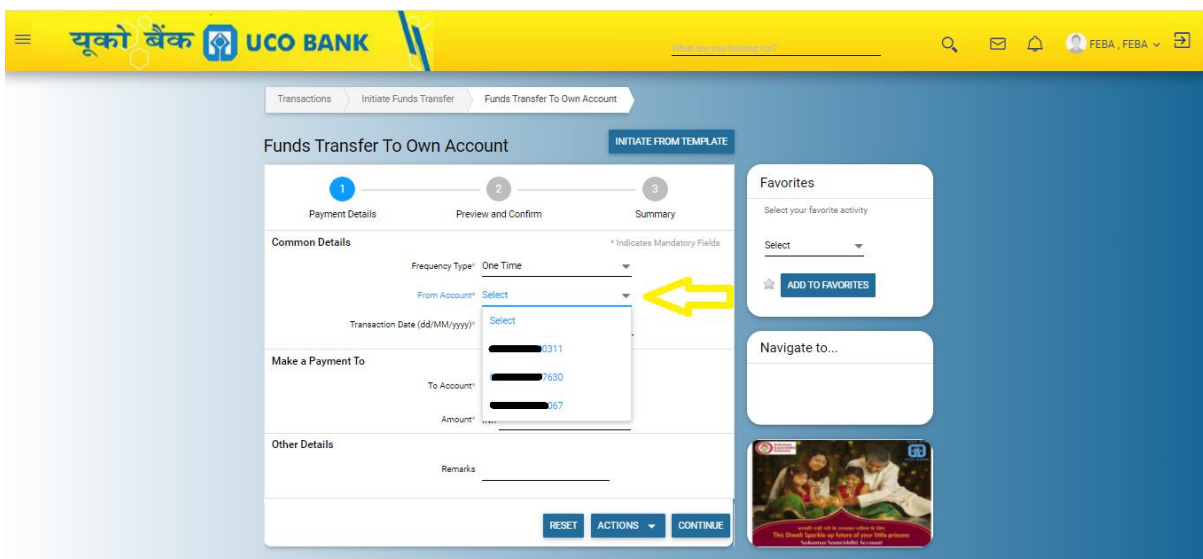 यूको बैंक UCO BANK
What are you looking for?
FEBA , FEBA
Transactions Initiate Funds Transfer Funds Transfer To Own Account
Funds Transfer To Own Account
INITIATE FROM TEMPLATE
1 2 3
Payment Details Preview and Confirm Summary
Common Details * Indicates Mandatory Fields
Frequency Type* One Time
From Account* Select
Select
Transaction Date (dd/MM/yyyy)*
0311
Make a Payment To
7630
To Account*
067
Amount*
Other Details
Remarks
RESET ACTIONS CONTINUE
Favorites
Select your favorite activity
Select
ADD TO FAVORITES
Navigate to...
UCO BANK
This Diwali Sparkle up future of your little princess
Sukanya Samriddhi Account